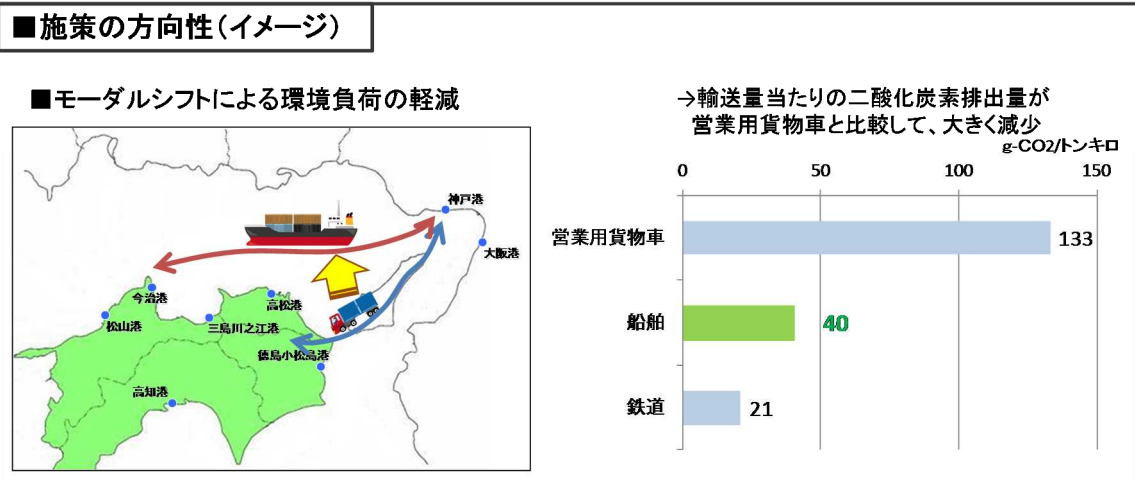 ■施策の方向性(イメージ)
■モーダルシフトによる環境負荷の軽減
神戸港
大阪港
今治港
高松港
松山港
三島川之江港
徳島小松島港
高知港
→輸送量当たりの二酸化炭素排出量が
営業用貨物車と比較して、大きく減少
g-CO2/トンキロ
0 50 100 150
営業用貨物車 133
船舶 40
鉄道 21